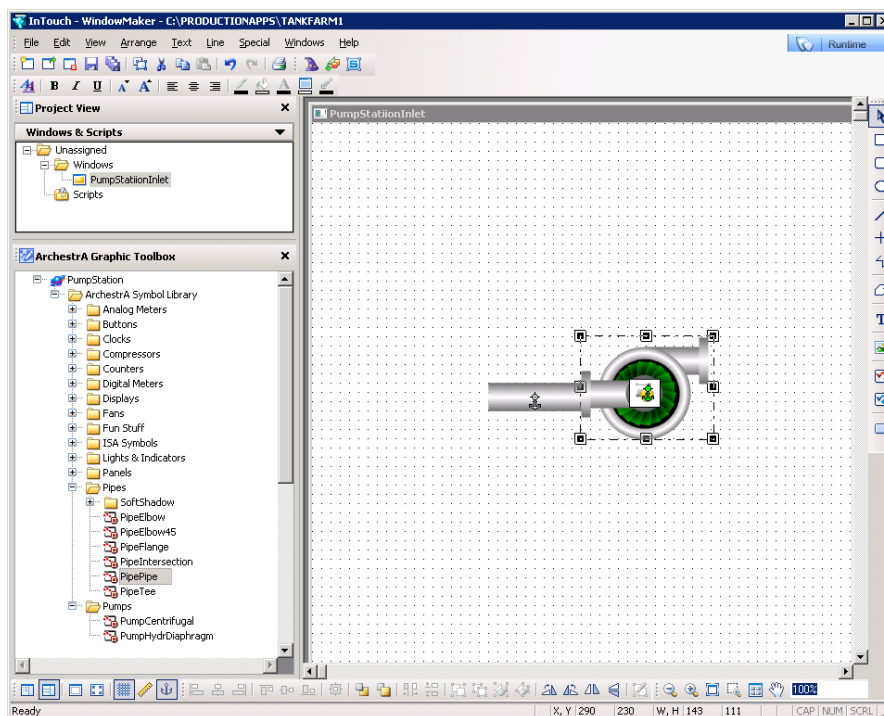 InTouch - WindowMaker - C:\PRODUCTIONAPPS\TANKFARM1
File Edit View Arrange Text Line Special Windows Help
Runtime
B I U A A A
Project View
Windows & Scripts
Unassigned
Windows
PumpStatiionInlet
Scripts
PumpStatiionInlet
ArchestrA Graphic Toolbox
PumpStation
ArchestrA Symbol Library
Analog Meters
Buttons
Clocks
Compressors
Counters
Digital Meters
Displays
Fans
Fun Stuff
ISA Symbols
Lights & Indicators
Panels
Pipes
SoftShadow
PipeElbow
PipeElbow45
PipeFlange
PipeIntersection
PipePipe
PipeTee
Pumps
PumpCentrifugal
PumpHydrDiaphragm
T
100%
Ready X, Y 290 230 W, H 143 111 CAP NUM SCRL